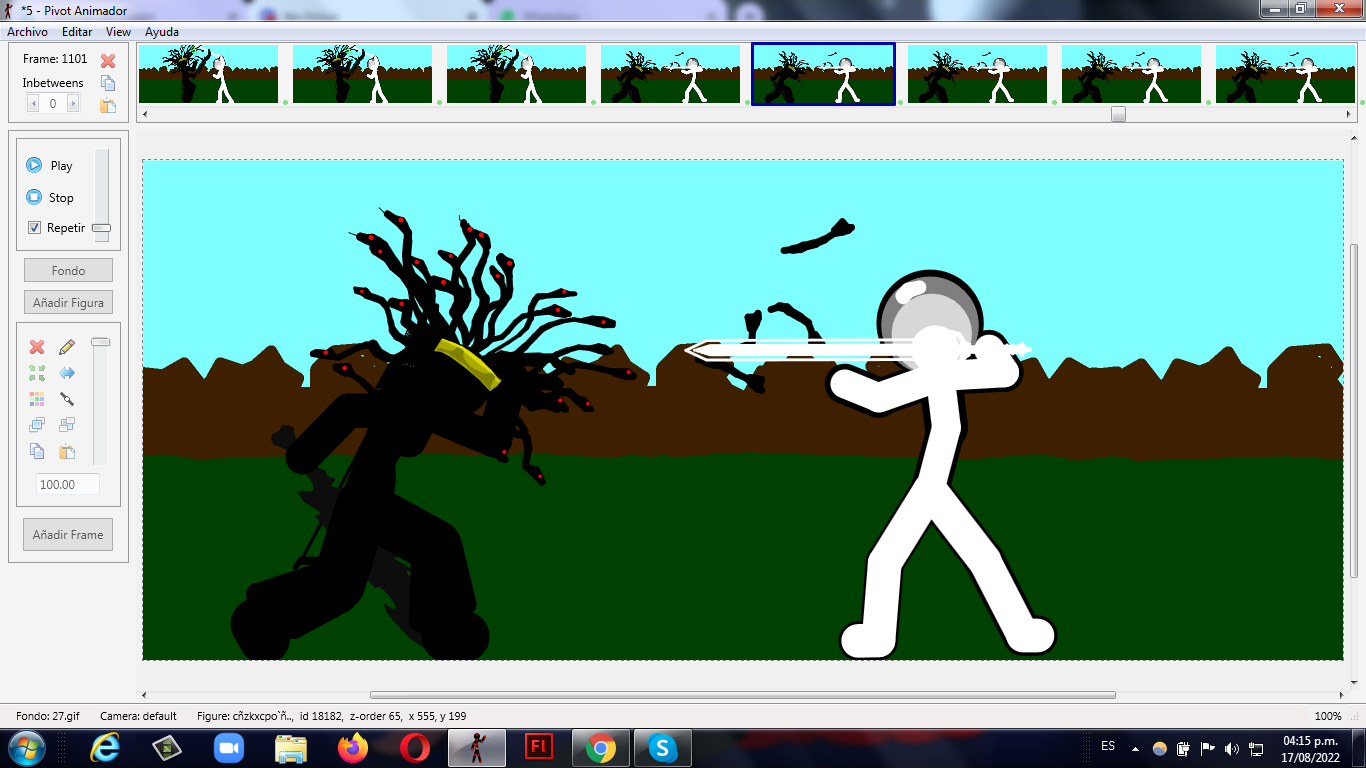 *5 - Pivot Animador
Archivo Editar View Ayuda
Frame: 1101
Inbetweens
0
Play
Stop
Repetir
Fondo
Añadir Figura
100.00
Añadir Frame
Fondo: 27.gif Camera: default Figure: cñzkxcpo`ñ.., id 18182, z-order 65, x 555, y 199
100%
ES
04:15 p.m.
17/08/2022